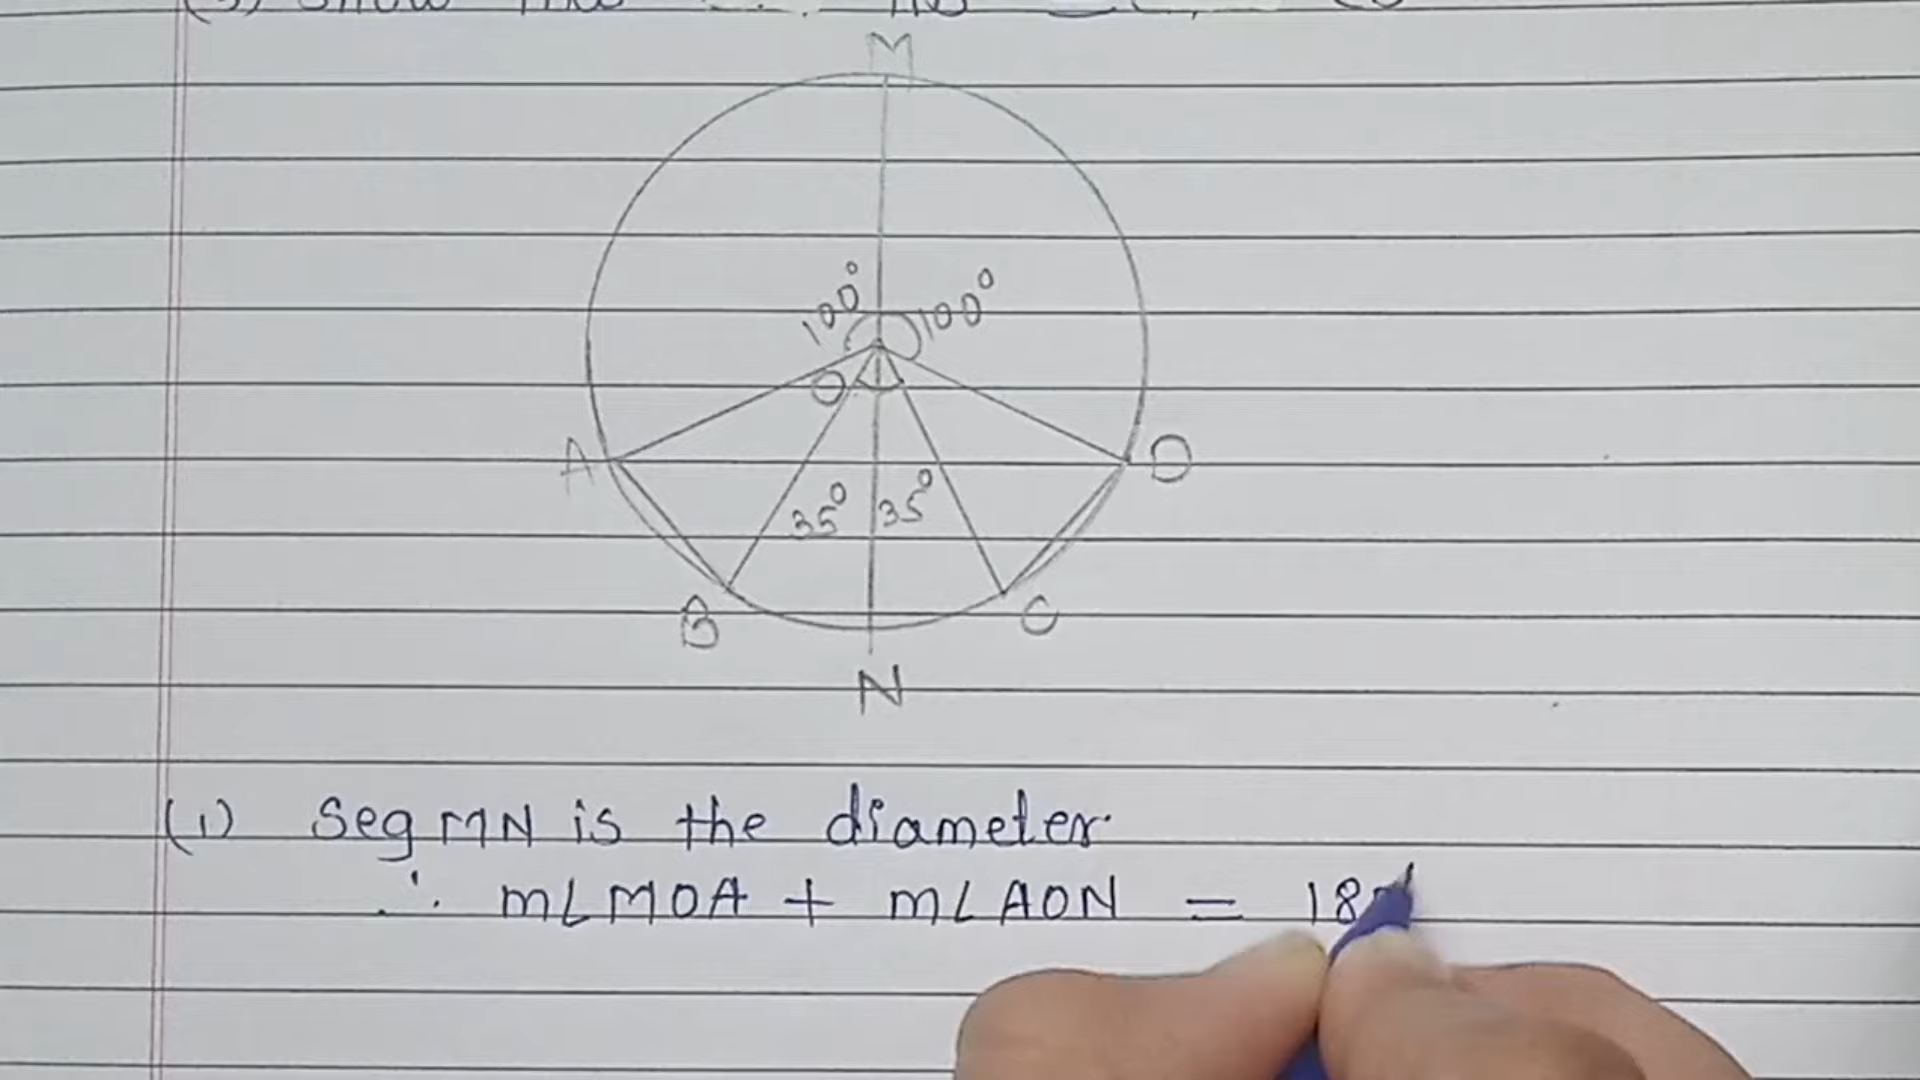 M
100° 100°
O
A D
35° 35°
B C
N
(1) Seg MN is the diameter
∴ m∠MOA + m∠AON = 18